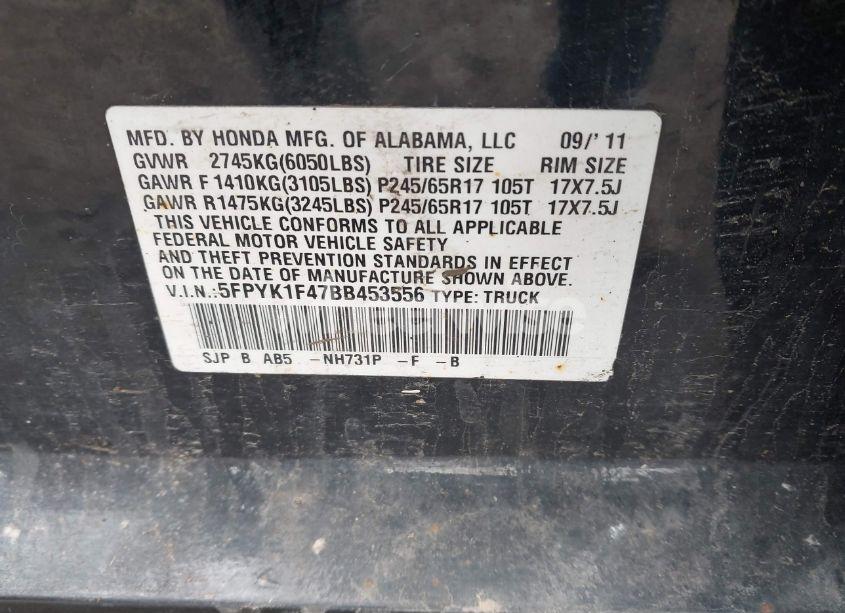 MFD. BY HONDA MFG. OF ALABAMA, LLC 09/' 11
GVWR 2745KG(6050LBS) TIRE SIZE RIM SIZE
GAWR F 1410KG(3105LBS) P245/65R17 105T 17X7.5J
GAWR R1475KG(3245LBS) P245/65R17 105T 17X7.5J
THIS VEHICLE CONFORMS TO ALL APPLICABLE
FEDERAL MOTOR VEHICLE SAFETY
AND THEFT PREVENTION STANDARDS IN EFFECT
ON THE DATE OF MANUFACTURE SHOWN ABOVE.
V.I.N.:5FPYK1F47BB453556 TYPE: TRUCK
SJP B AB5 -NH731P -F -B